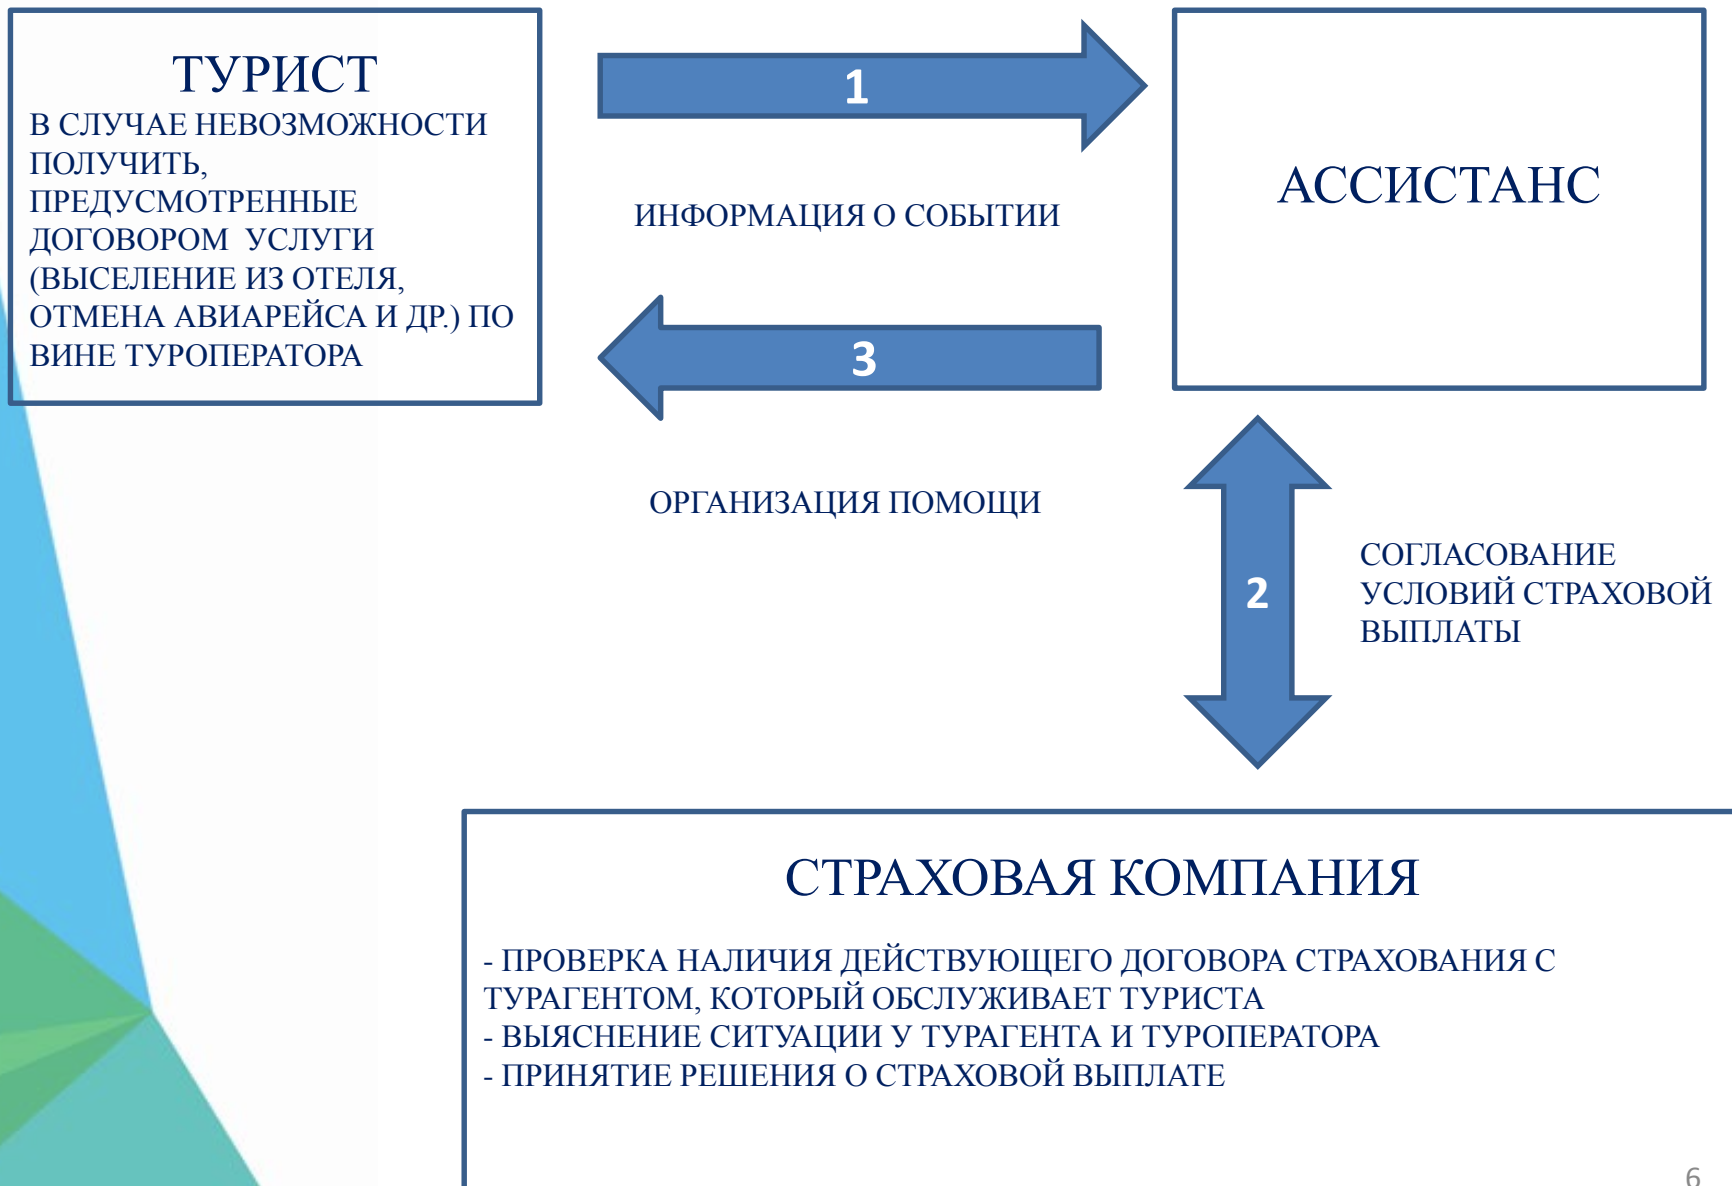 ТУРИСТ
В СЛУЧАЕ НЕВОЗМОЖНОСТИ
ПОЛУЧИТЬ,
ПРЕДУСМОТРЕННЫЕ
ДОГОВОРОМ УСЛУГИ
(ВЫСЕЛЕНИЕ ИЗ ОТЕЛЯ,
ОТМЕНА АВИАРЕЙСА И ДР.) ПО
ВИНЕ ТУРОПЕРАТОРА
1
ИНФОРМАЦИЯ О СОБЫТИИ
3
ОРГАНИЗАЦИЯ ПОМОЩИ
АССИСТАНС
2
СОГЛАСОВАНИЕ
УСЛОВИЙ СТРАХОВОЙ
ВЫПЛАТЫ
СТРАХОВАЯ КОМПАНИЯ
- ПРОВЕРКА НАЛИЧИЯ ДЕЙСТВУЮЩЕГО ДОГОВОРА СТРАХОВАНИЯ С
ТУРАГЕНТОМ, КОТОРЫЙ ОБСЛУЖИВАЕТ ТУРИСТА
- ВЫЯСНЕНИЕ СИТУАЦИИ У ТУРАГЕНТА И ТУРОПЕРАТОРА
- ПРИНЯТИЕ РЕШЕНИЯ О СТРАХОВОЙ ВЫПЛАТЕ
6